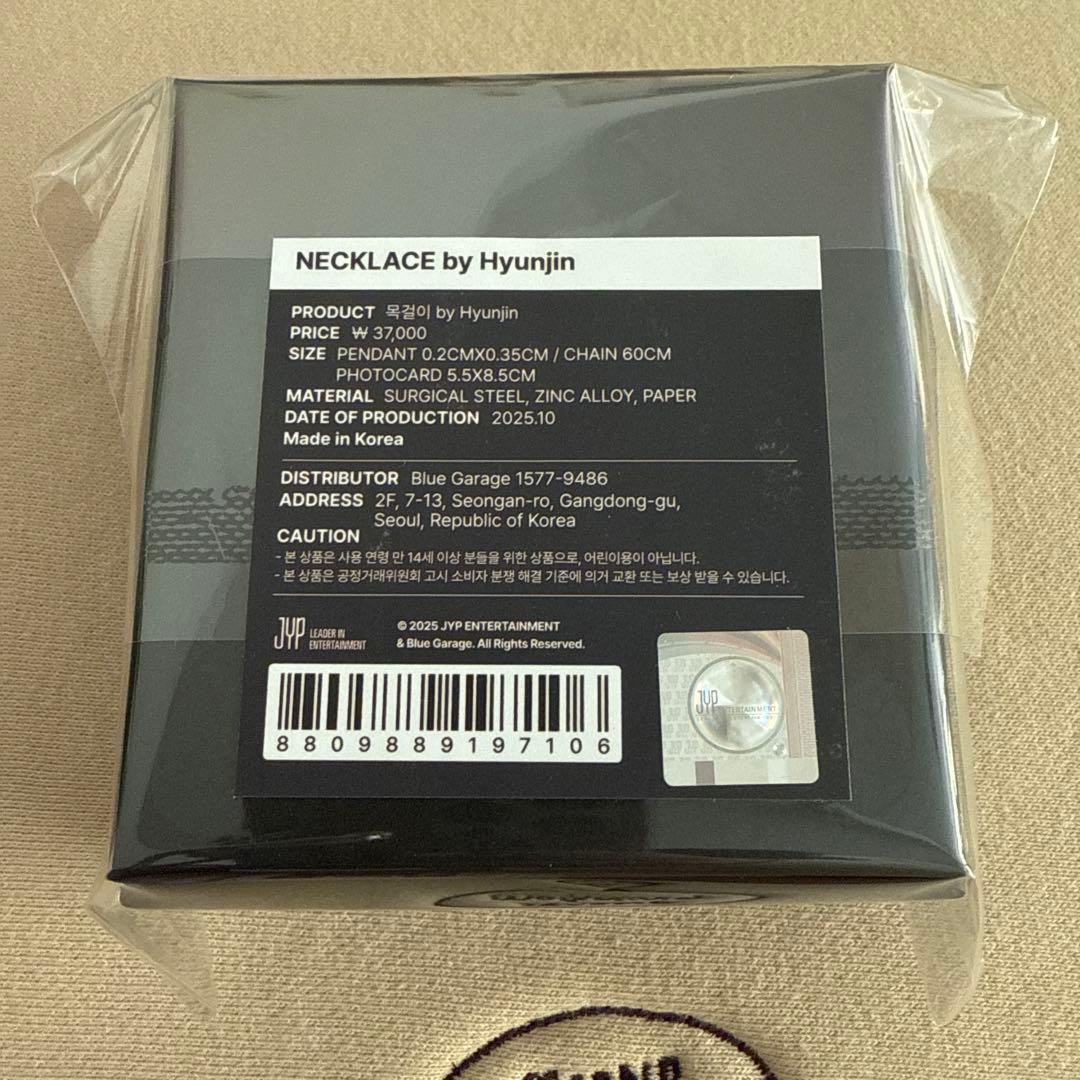 NECKLACE by Hyunjin
PRODUCT 목걸이 by Hyunjin
PRICE ₩ 37,000
SIZE PENDANT 0.2CMX0.35CM / CHAIN 60CM
PHOTOCARD 5.5X8.5CM
MATERIAL SURGICAL STEEL, ZINC ALLOY, PAPER
DATE OF PRODUCTION 2025.10
Made in Korea
DISTRIBUTOR Blue Garage 1577-9486
ADDRESS 2F, 7-13, Seongan-ro, Gangdong-gu,
Seoul, Republic of Korea
CAUTION
- 본 상품은 사용 연령 만 14세 이상 분들을 위한 상품으로, 어린이용이 아닙니다.
- 본 상품은 공정거래위원회 고시 소비자 분쟁 해결 기준에 의거 교환 또는 보상 받을 수 있습니다.
JYP LEADER IN
ENTERTAINMENT
© 2025 JYP ENTERTAINMENT
& Blue Garage. All Rights Reserved.
8809889197106
JYP ENTERTAINMENT